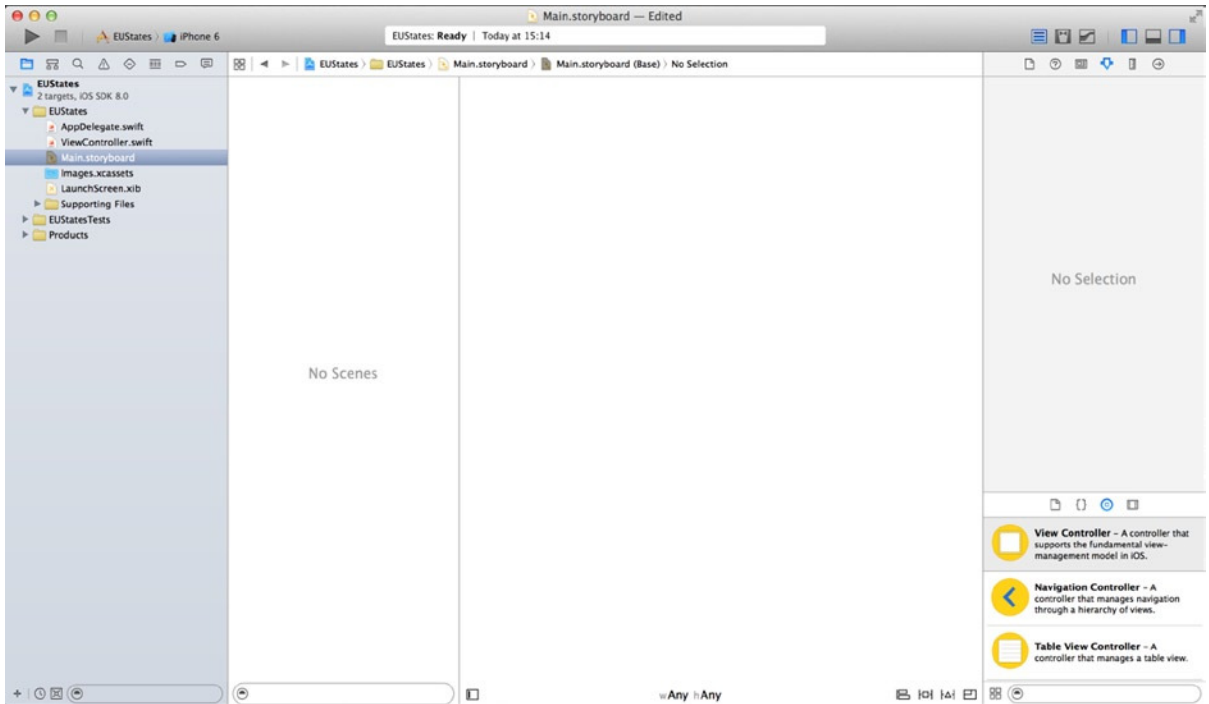 Main.storyboard — Edited
EUStates 〉 iPhone 6
EUStates: Ready | Today at 15:14
EUStates 〉 EUStates 〉 Main.storyboard 〉 Main.storyboard (Base) 〉 No Selection
EUStates
2 targets, iOS SDK 8.0
EUStates
AppDelegate.swift
ViewController.swift
Main.storyboard
Images.xcassets
LaunchScreen.xib
Supporting Files
EUStatesTests
Products
No Scenes
No Selection
View Controller – A controller that
supports the fundamental view-
management model in iOS.
Navigation Controller – A
controller that manages navigation
through a hierarchy of views.
Table View Controller – A
controller that manages a table view.
wAny hAny